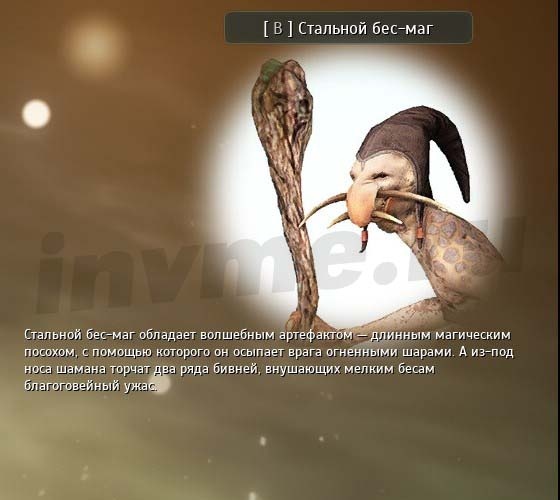 [ B ] Стальной бес-маг
invme.ru
Стальной бес-маг обладает волшебным артефактом — длинным магическим
посохом, с помощью которого он осыпает врага огненными шарами. А из-под
носа шамана торчат два ряда бивней, внушающих мелким бесам
благоговейный ужас.